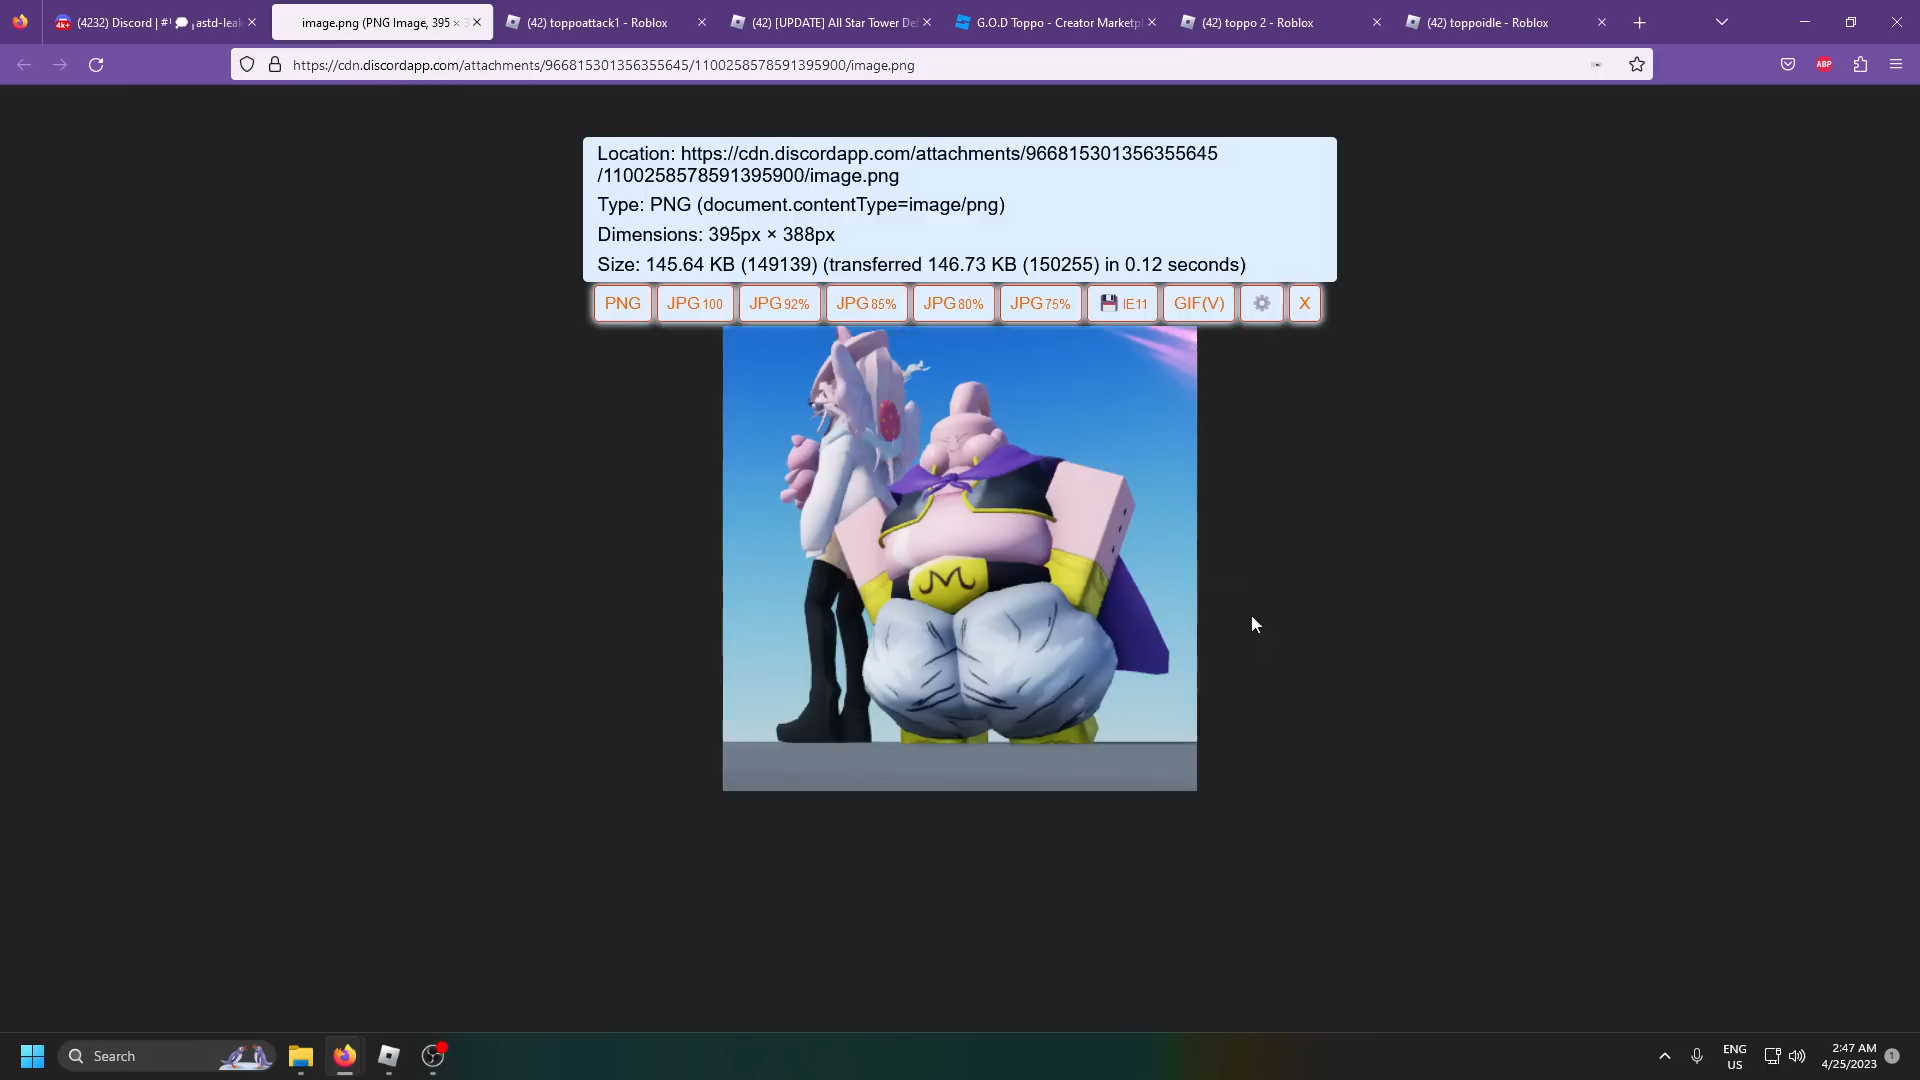 (4232) Discord | #
astd-leak
image.png (PNG Image, 395 ×
(42) toppoattack1 - Roblox
(42) [UPDATE] All Star Tower De
G.O.D Toppo - Creator Marketpl
(42) toppo 2 - Roblox
(42) toppoidle - Roblox
https://cdn.discordapp.com/attachments/966815301356355645/1100258578591395900/image.png
ABP
Location: https://cdn.discordapp.com/attachments/966815301356355645
/1100258578591395900/image.png
Type: PNG (document.contentType=image/png)
Dimensions: 395px × 388px
Size: 145.64 KB (149139) (transferred 146.73 KB (150255) in 0.12 seconds)
PNG
JPG 100
JPG 92%
JPG 85%
JPG 80%
JPG 75%
IE11
GIF(V)
X
M
Search
ENG
US
2:47 AM
4/25/2023
1